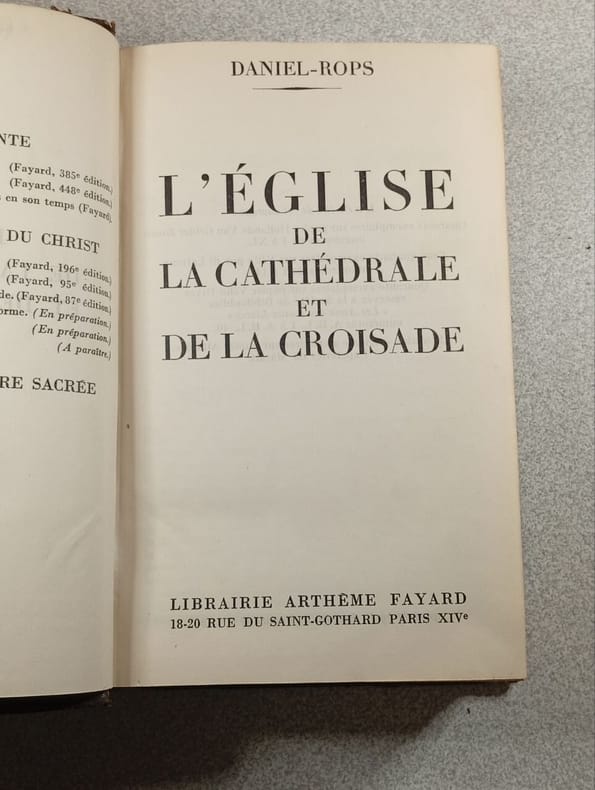 NTE
(Fayard, 385e édition.)
(Fayard, 448e édition.)
en son temps (Fayard).
DU CHRIST
(Fayard, 196e édition.)
(Fayard, 95e édition.)
de. (Fayard, 87e édition.)
orme. (En préparation.)
(En préparation.)
(A paraître.)
RE SACRÉE
DANIEL-ROPS
L'ÉGLISE
DE
LA CATHÉDRALE
ET
DE LA CROISADE
LIBRAIRIE ARTHÈME FAYARD
18-20 RUE DU SAINT-GOTHARD PARIS XIVe